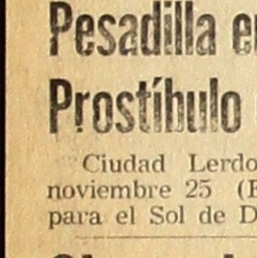 Pesadilla e
Prostíbulo
Ciudad Lerdo
noviembre 25 (E
para el Sol de D